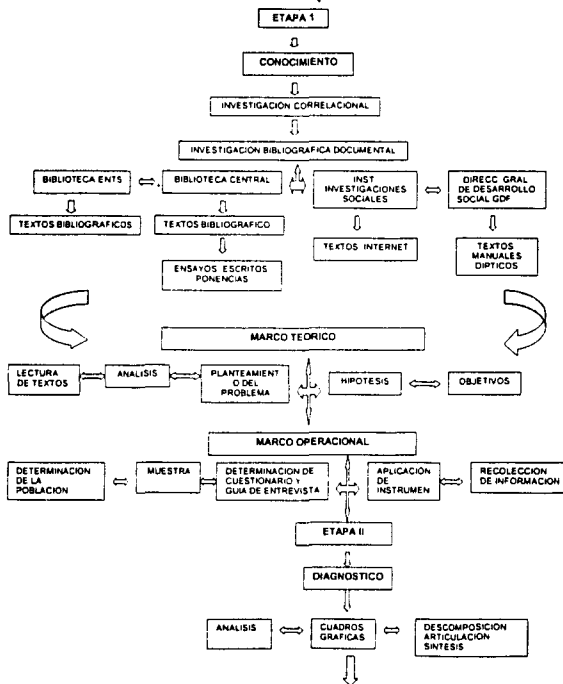 ETAPA 1
CONOCIMIENTO
INVESTIGACION CORRELACIONAL
INVESTIGACION BIBLIOGRAFICA DOCUMENTAL
BIBLIOTECA ENTS
BIBLIOTECA CENTRAL
INST
INVESTIGACIONES
SOCIALES
DIRECC GRAL
DE DESARROLLO
SOCIAL GDF
TEXTOS BIBLIOGRAFICOS
TEXTOS BIBLIOGRAFICO
TEXTOS INTERNET
TEXTOS
MANUALES
DIPTICOS
ENSAYOS ESCRITOS
PONENCIAS
MARCO TEORICO
LECTURA
DE TEXTOS
ANALISIS
PLANTEAMIENT
O DEL
PROBLEMA
HIPOTESIS
OBJETIVOS
MARCO OPERACIONAL
DETERMINACION
DE LA
POBLACION
MUESTRA
DETERMINACION DE
CUESTIONARIO Y
GUIA DE ENTREVISTA
APLICACION
DE
INSTRUMEN
RECOLECCION
DE INFORMACION
ETAPA II
DIAGNOSTICO
ANALISIS
CUADROS
GRAFICAS
DESCOMPOSICION
ARTICULACION
SINTESIS